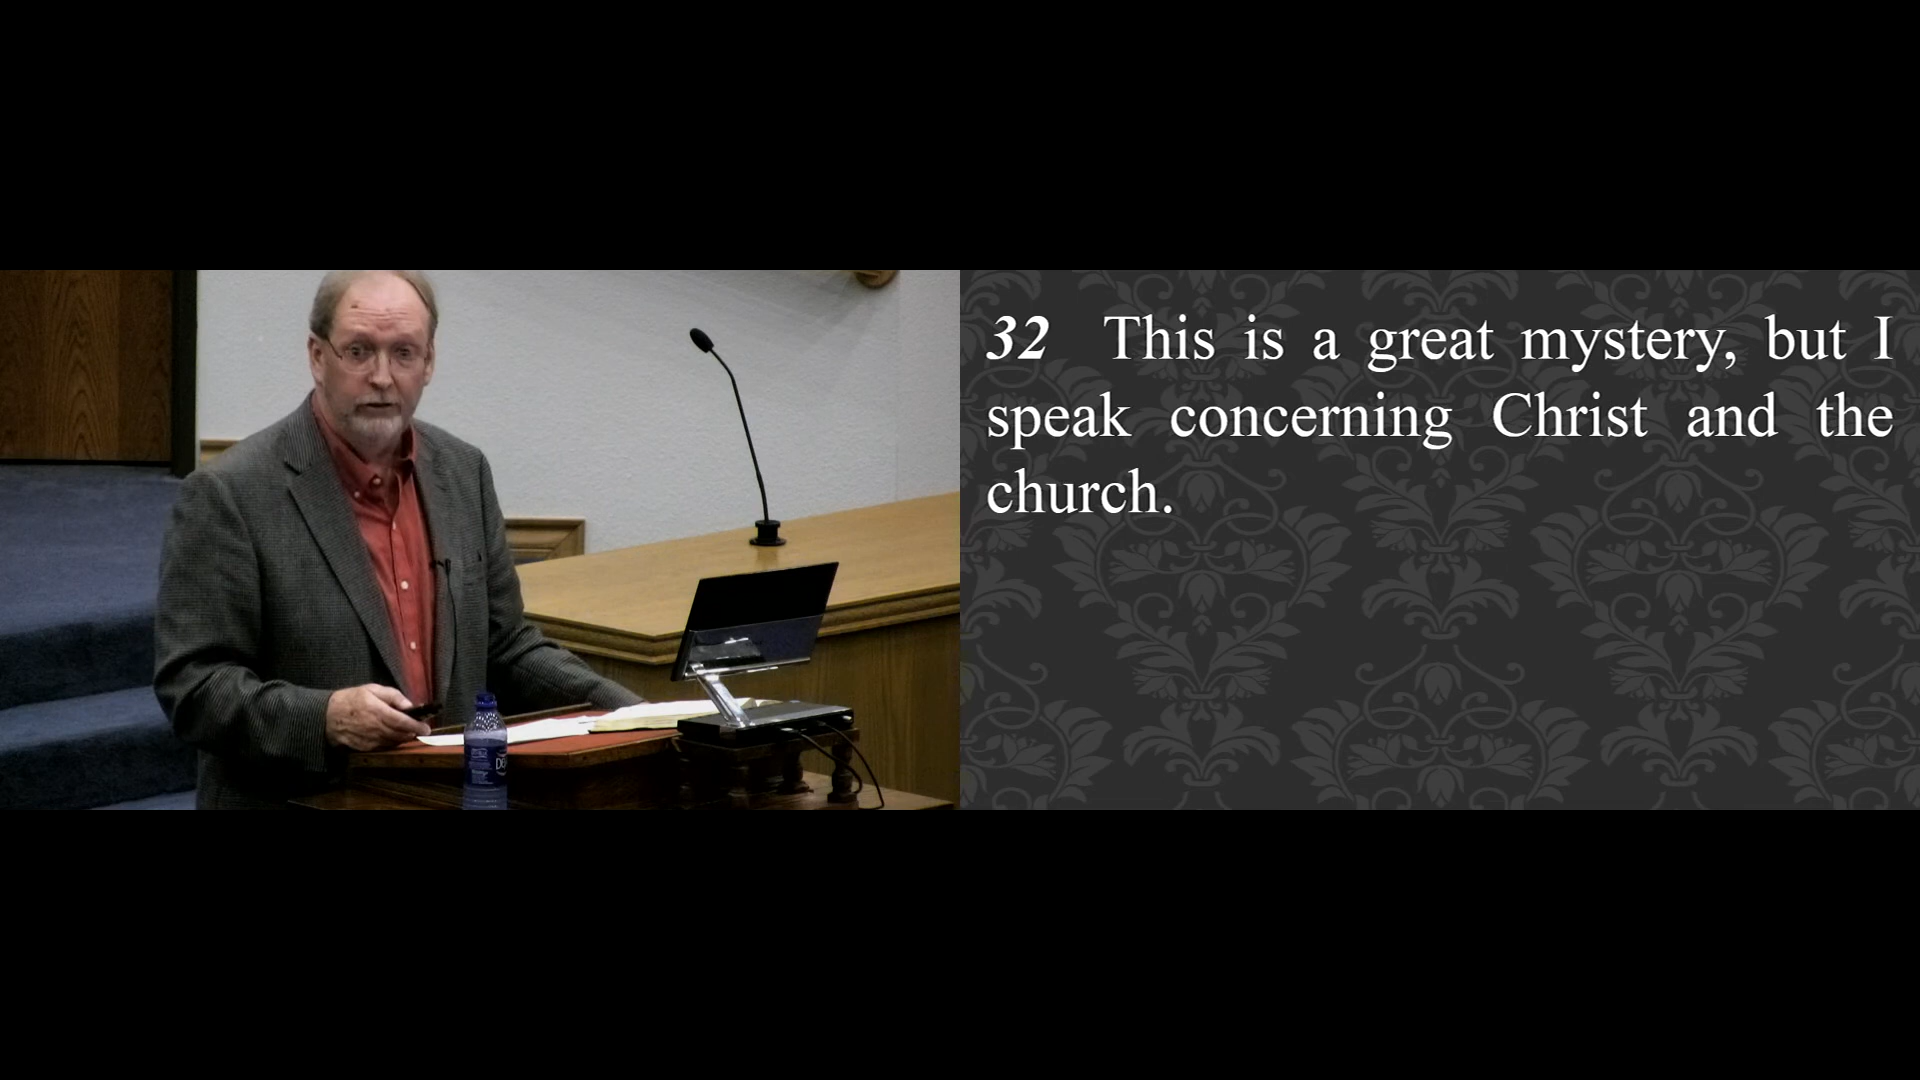 32 This is a great mystery, but I
speak concerning Christ and the
church.